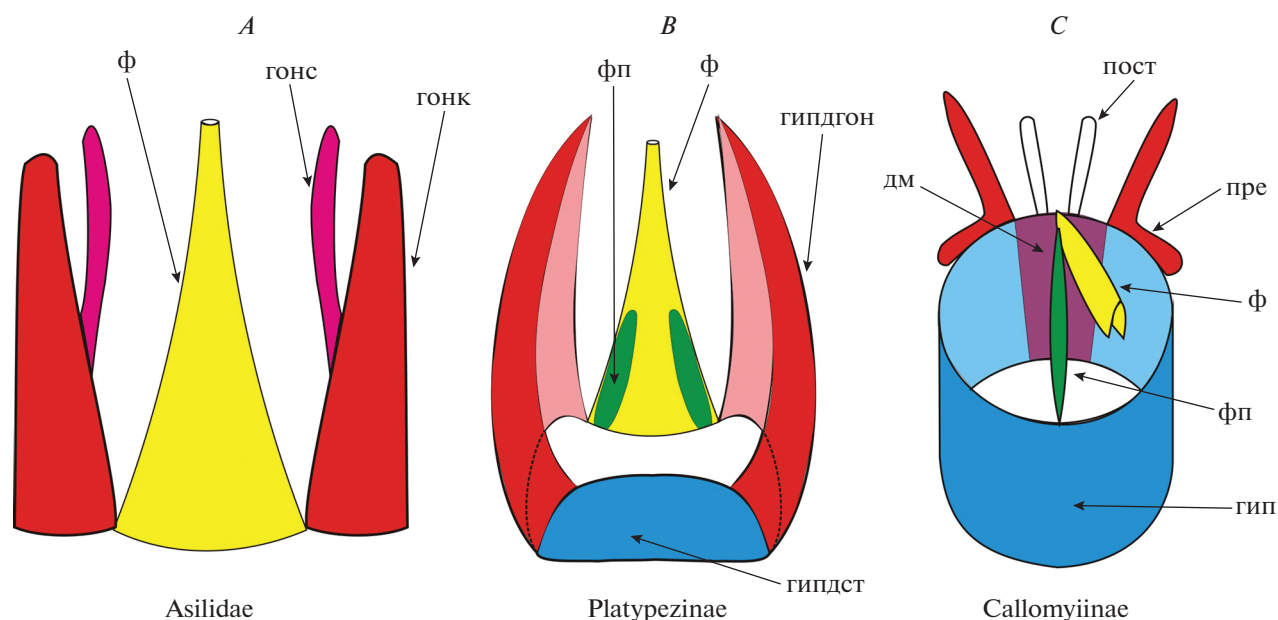 A
B
C
ф
гонс
гонк
фп
ф
гипдгон
пост
дм
пре
ф
фп
гип
гипдст
Asilidae
Platypezinae
Callomyiinae